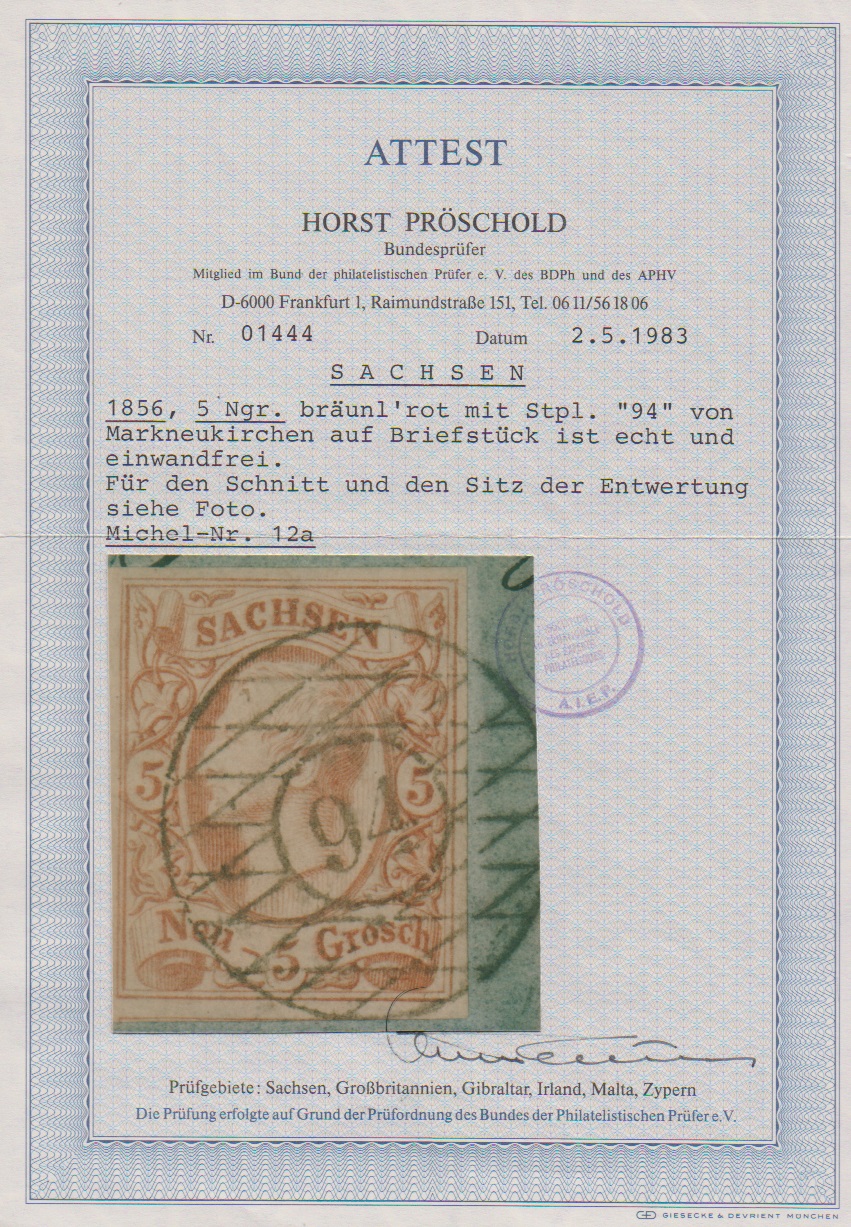 ATTEST
HORST PRÖSCHOLD
Bundesprüfer
Mitglied im Bund der philatelistischen Prüfer e. V. des BDPh und des APHV
D-6000 Frankfurt 1, Raimundstraße 151, Tel. 06 11/56 18 06
Nr. 01444 Datum 2.5.1983
S A C H S E N
1856, 5 Ngr. bräunl'rot mit Stpl. "94" von
Markneukirchen auf Briefstück ist echt und
einwandfrei.
Für den Schnitt und den Sitz der Entwertung
siehe Foto.
Michel-Nr. 12a
SACHSEN
5 5
94
Neu 5 Grosch
PRÖSCHOLD
A.I.E.P.
Prüfgebiete: Sachsen, Großbritannien, Gibraltar, Irland, Malta, Zypern
Die Prüfung erfolgte auf Grund der Prüfordnung des Bundes der Philatelistischen Prüfer e.V.
GIESECKE & DEVRIENT MÜNCHEN